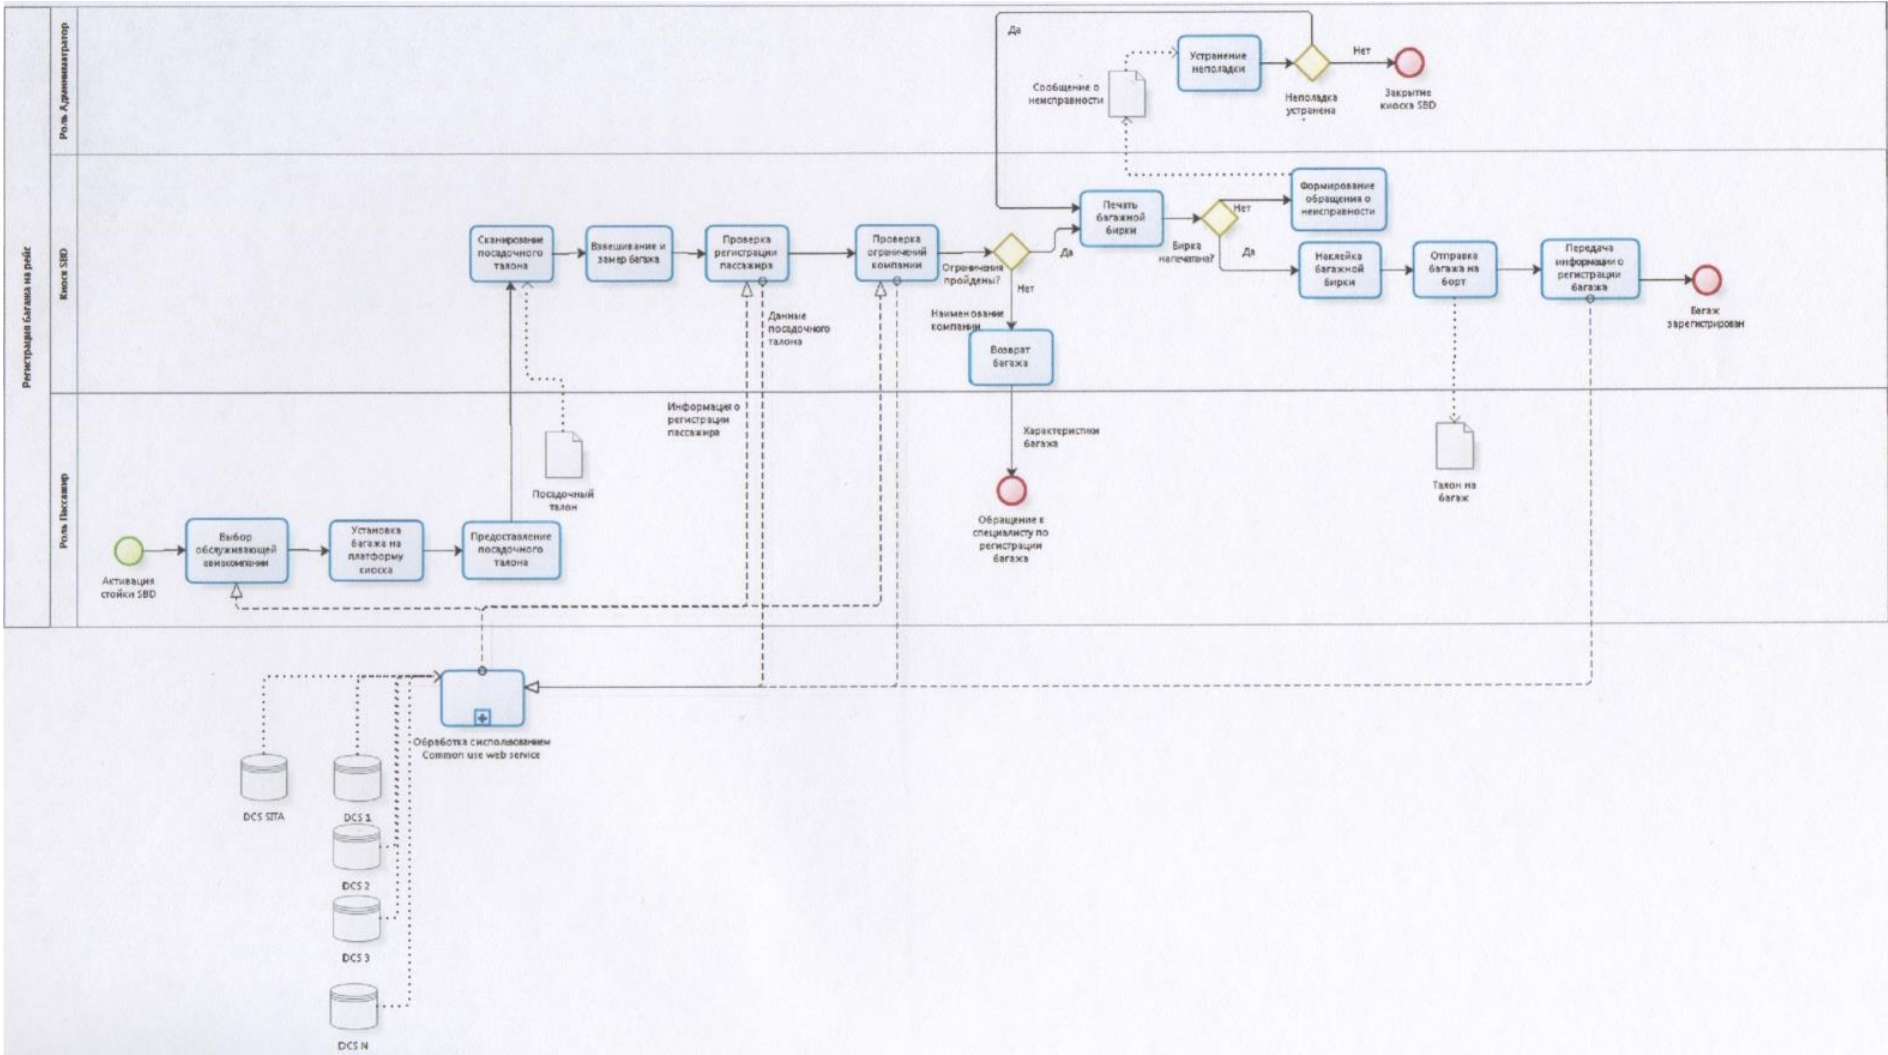 Регистрация багажа на рейс
Роль Администратор
Да
Устранение
неполадки
Нет
Сообщение о
неисправности
Неполадка
устранена
Закрытие
киоска SBD
Киоск SBD
Сканирование
посадочного
талона
Взвешивание и
замер багажа
Проверка
регистрации
пассажира
Проверка
ограничений
компании
Ограничения
пройдены?
Да
Нет
Печать
багажной
бирки
Бирка
напечатана?
Нет
Да
Формирование
обращения о
неисправности
Наклейка
багажной
бирки
Отправка
багажа на
борт
Передача
информации о
регистрации
багажа
Багаж
зарегистрирован
Данные
посадочного
талона
Наименование
компании
Возврат
багажа
Роль Пассажир
Информация о
регистрации
пассажира
Характеристики
багажа
Посадочный
талон
Талон на
багаж
Обращение к
специалисту по
регистрации
багажа
Активация
стойки SBD
Выбор
обслуживающей
авиакомпании
Установка
багажа на
платформу
киоска
Предоставление
посадочного
талона
Обработка с использованием
Common use web service
DCS SITA
DCS 1
DCS 2
DCS 3
DCS N